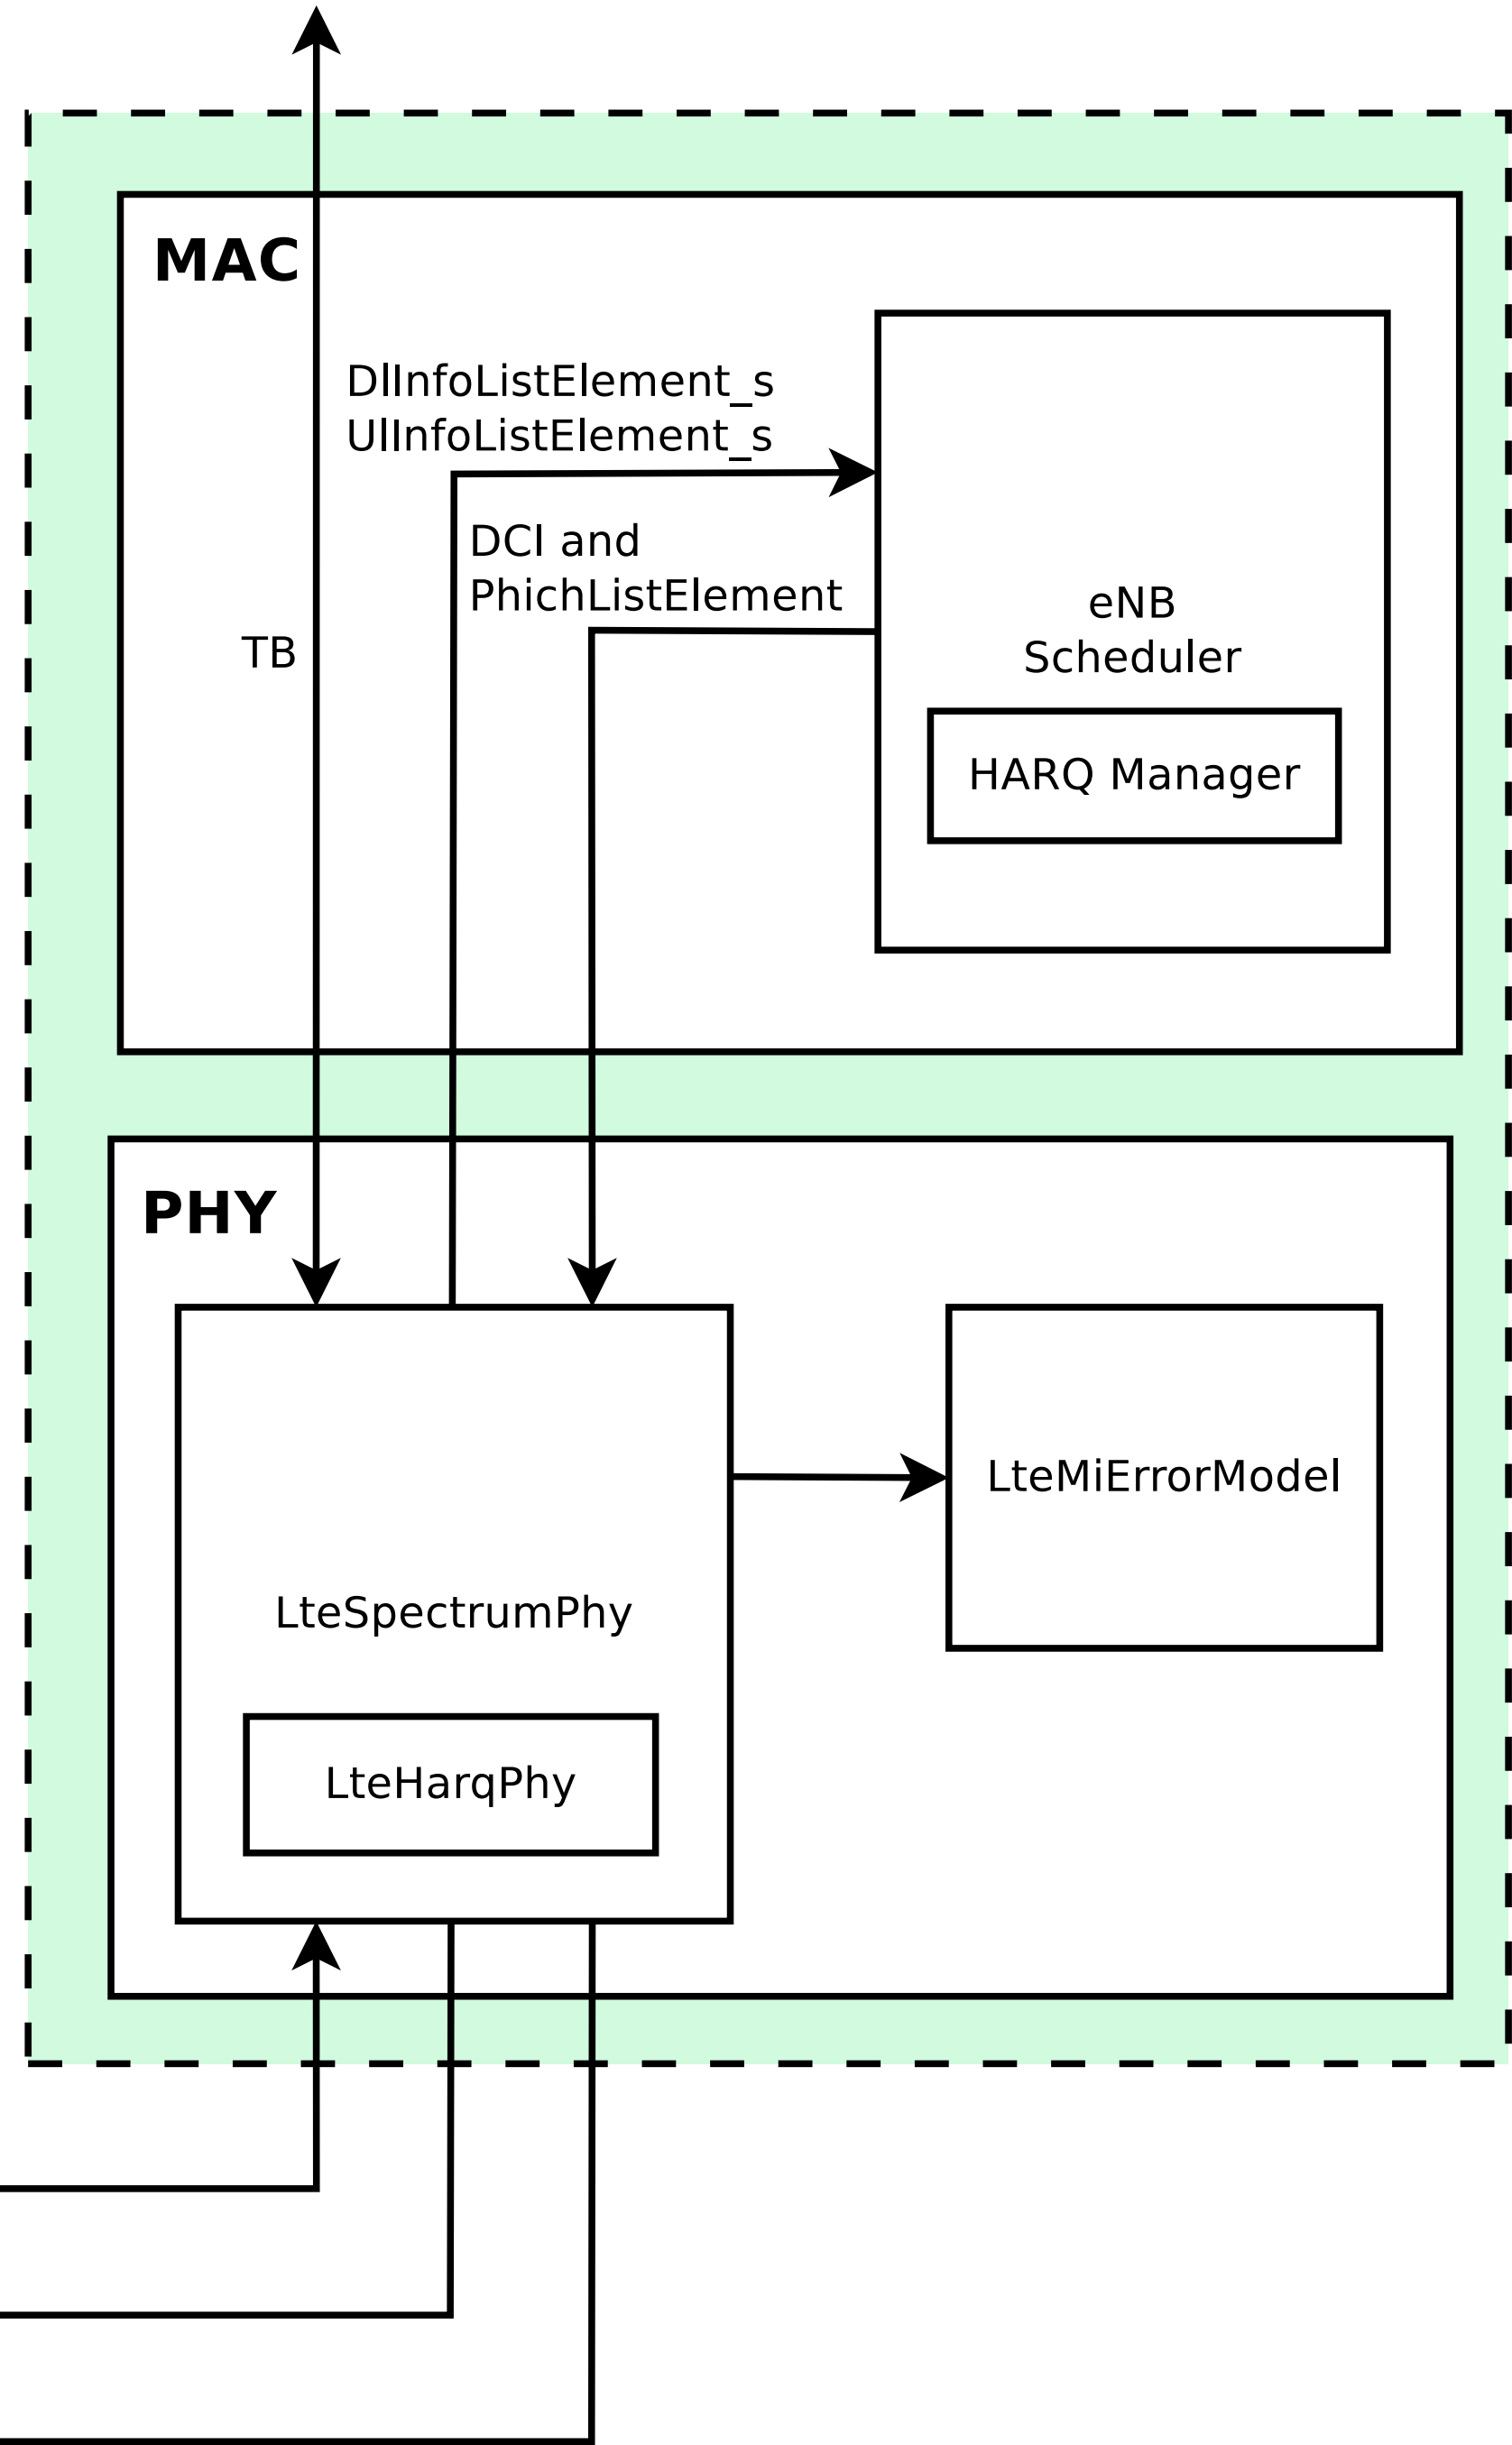 MAC
DlInfoListElement_s
UlInfoListElement_s
DCI and
PhichListElement
TB
eNB
Scheduler
HARQ Manager
PHY
LteMiErrorModel
LteSpectrumPhy
LteHarqPhy